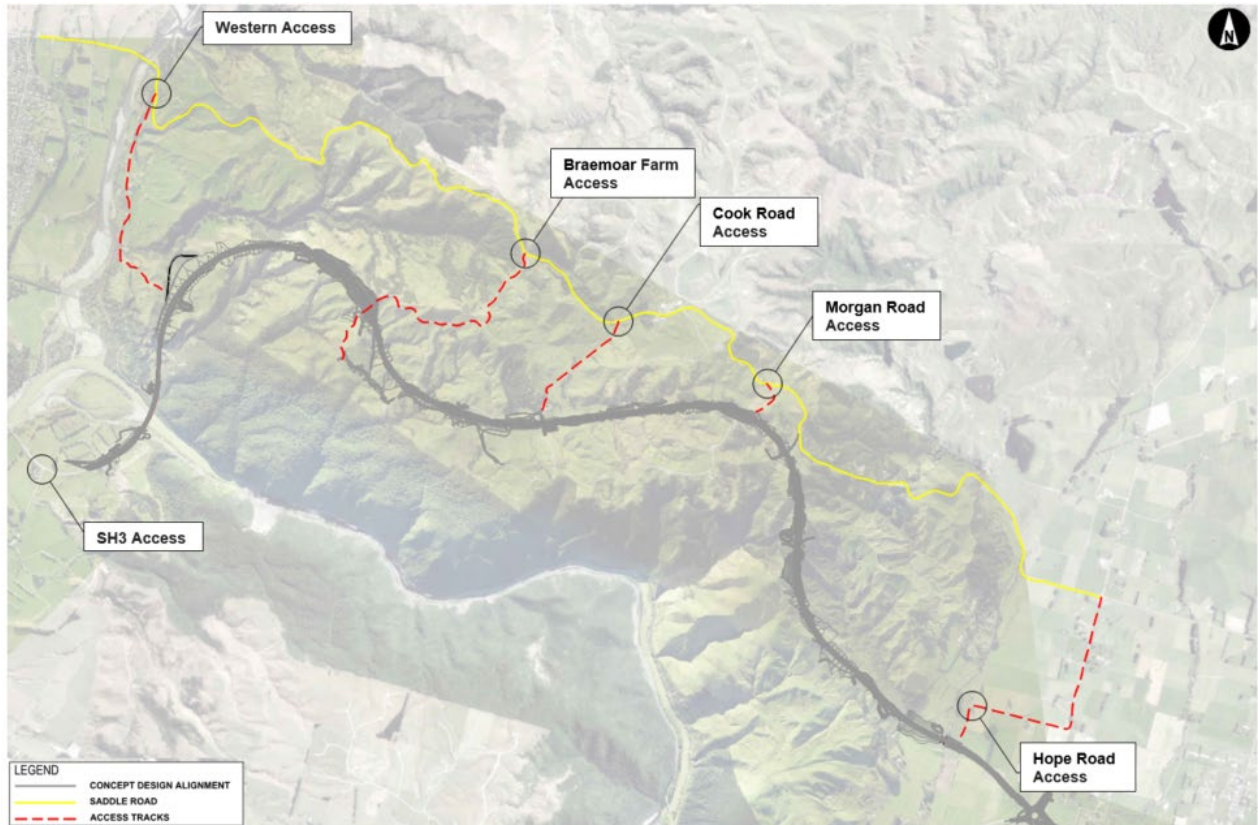 Western Access
N
Braemoar Farm
Access
Cook Road
Access
Morgan Road
Access
SH3 Access
Hope Road
Access
LEGEND
CONCEPT DESIGN ALIGNMENT
SADDLE ROAD
ACCESS TRACKS